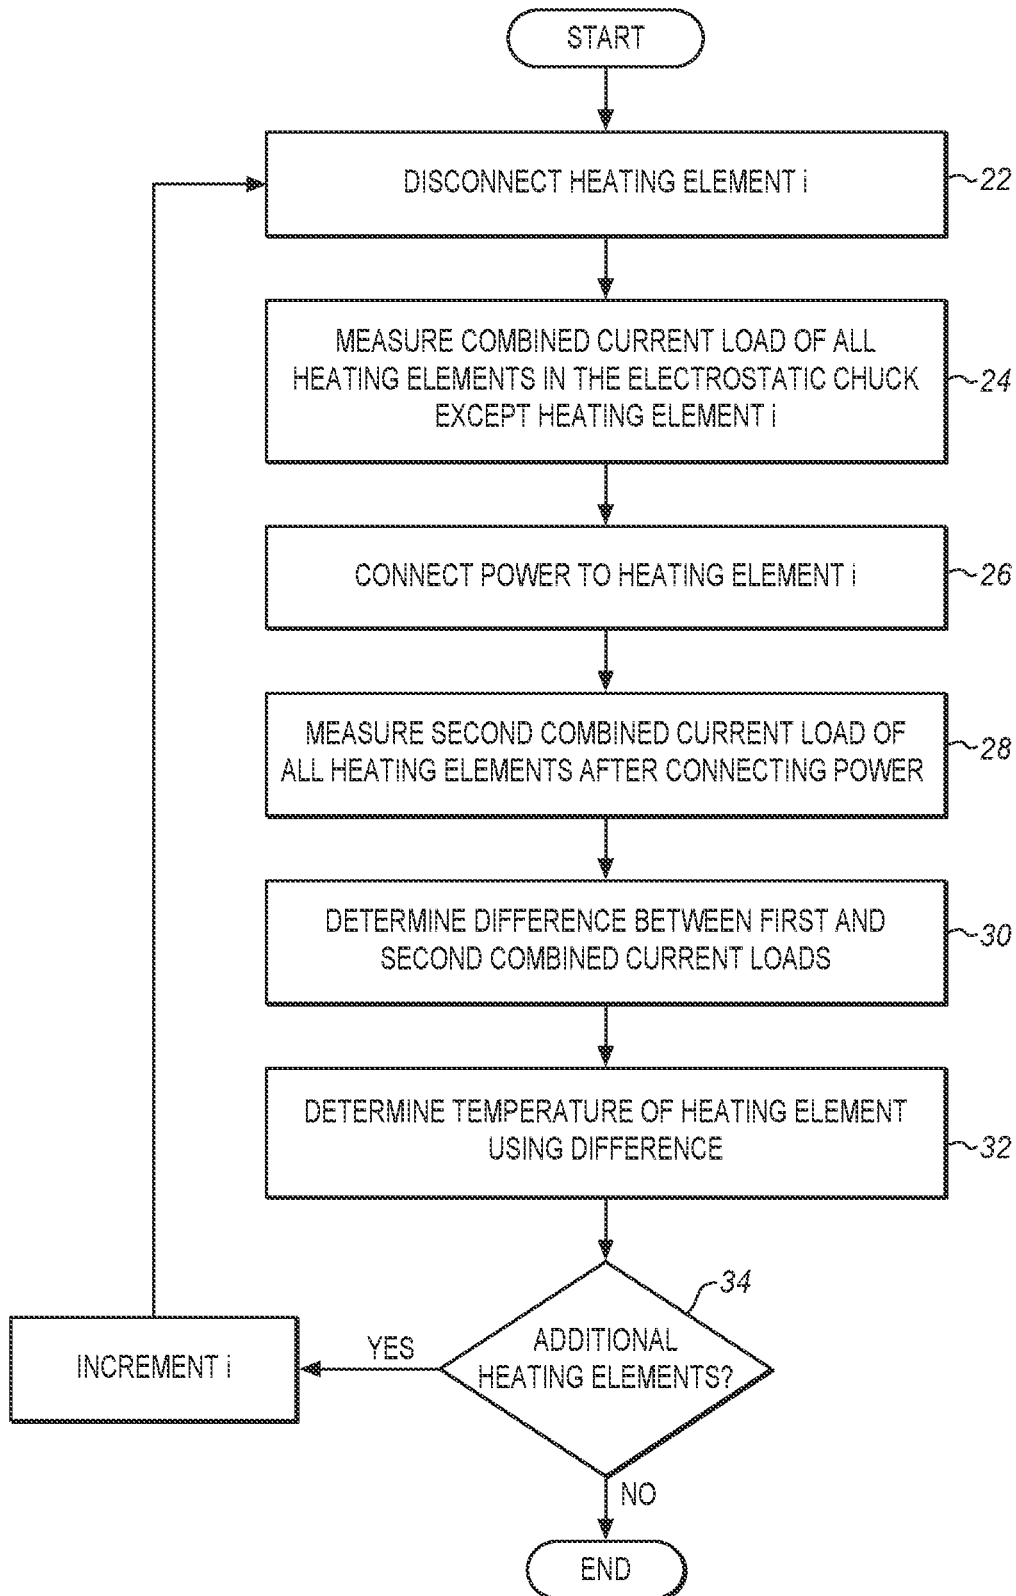 START
DISCONNECT HEATING ELEMENT i
22
MEASURE COMBINED CURRENT LOAD OF ALL
HEATING ELEMENTS IN THE ELECTROSTATIC CHUCK
EXCEPT HEATING ELEMENT i
24
CONNECT POWER TO HEATING ELEMENT i
26
MEASURE SECOND COMBINED CURRENT LOAD OF
ALL HEATING ELEMENTS AFTER CONNECTING POWER
28
DETERMINE DIFFERENCE BETWEEN FIRST AND
SECOND COMBINED CURRENT LOADS
30
DETERMINE TEMPERATURE OF HEATING ELEMENT
USING DIFFERENCE
32
34
ADDITIONAL
HEATING ELEMENTS?
YES
INCREMENT i
NO
END